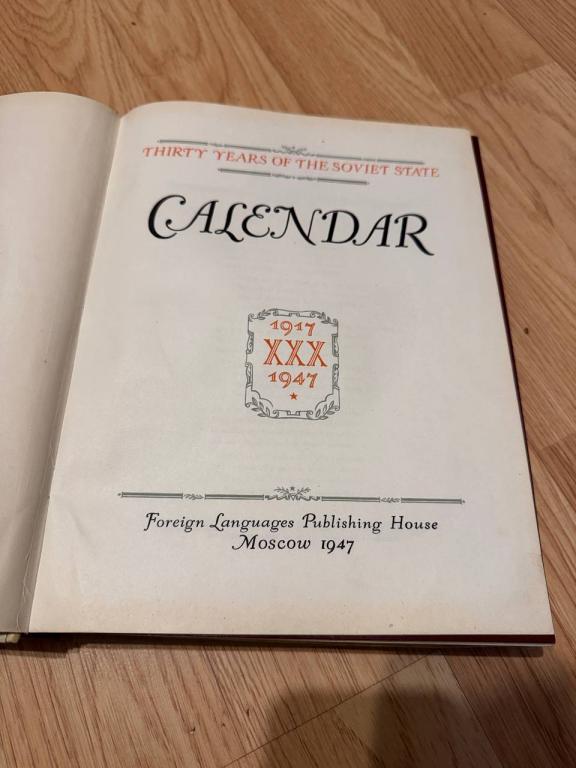 THIRTY YEARS OF THE SOVIET STATE
CALENDAR
1917
XXX
1947
Foreign Languages Publishing House
Moscow 1947